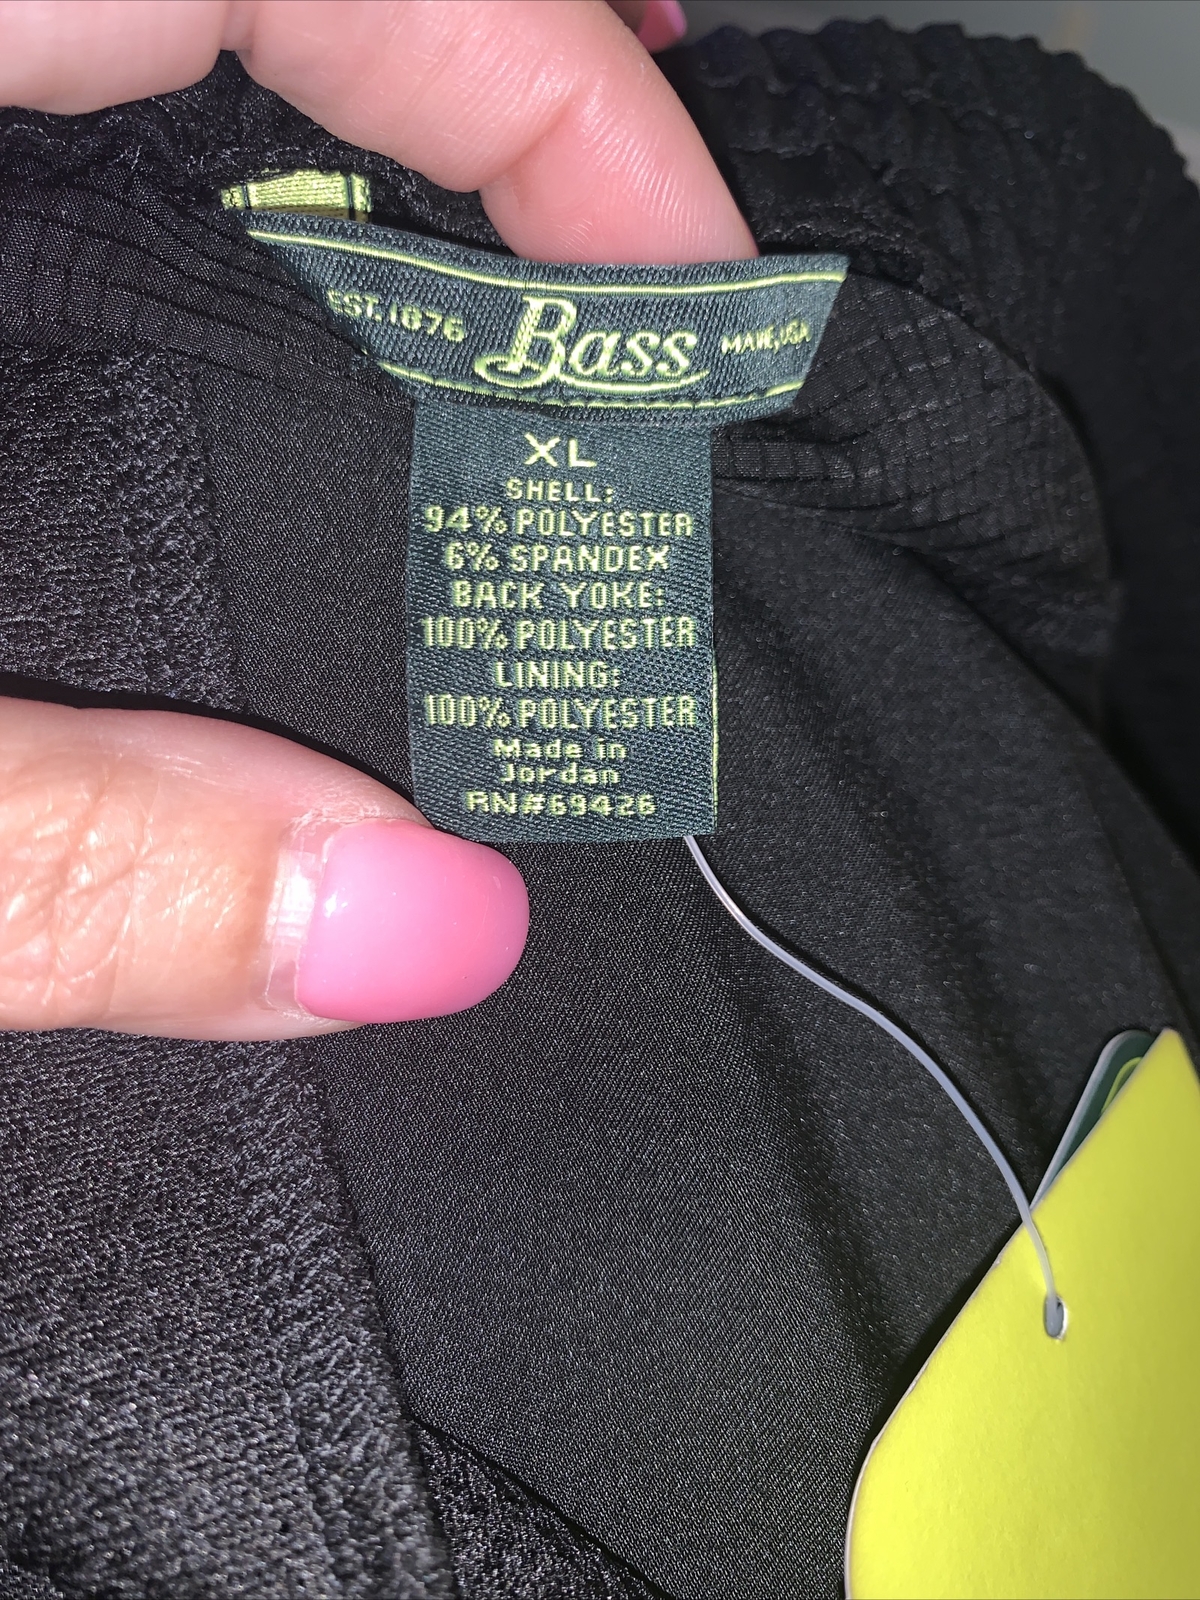 EST. 1876 Bass MAINE, USA
XL
SHELL:
94% POLYESTER
6% SPANDEX
BACK YOKE:
100% POLYESTER
LINING:
100% POLYESTER
Made in
Jordan
RN#69426